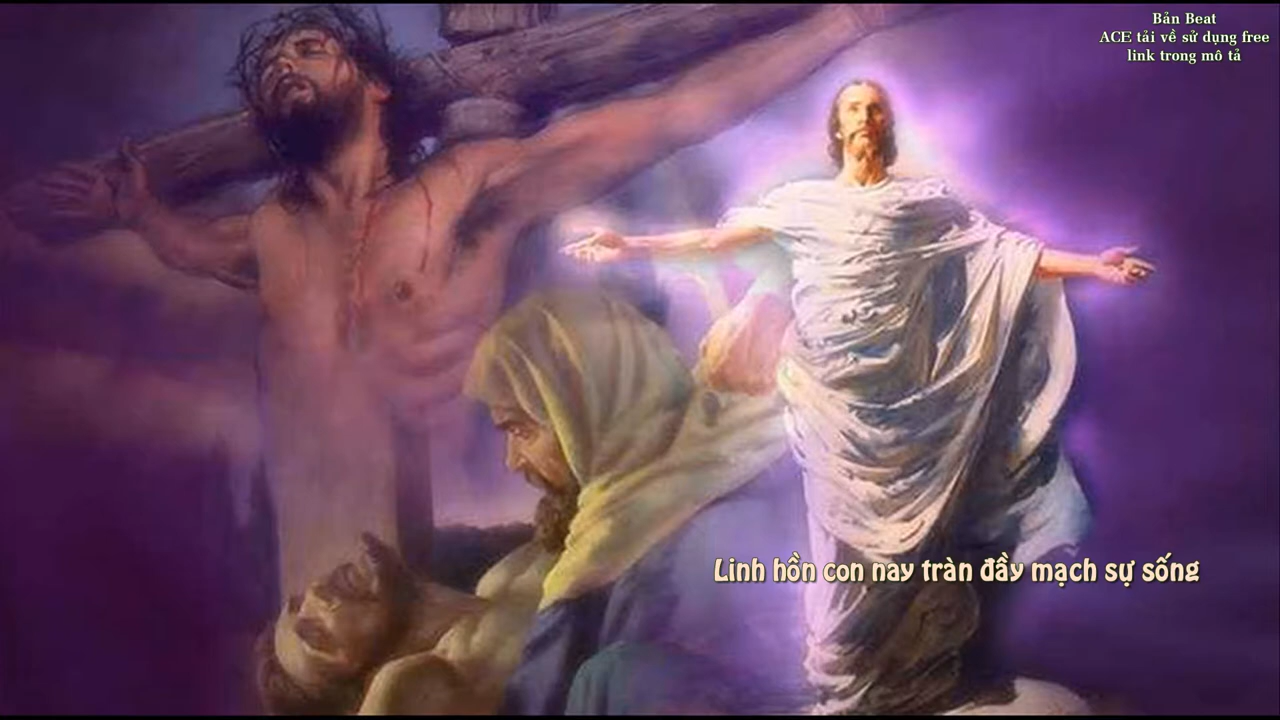 Bản Beat
ACE tải về sử dụng free
link trong mô tả
Linh hồn con nay tràn đầy mạch sự sống